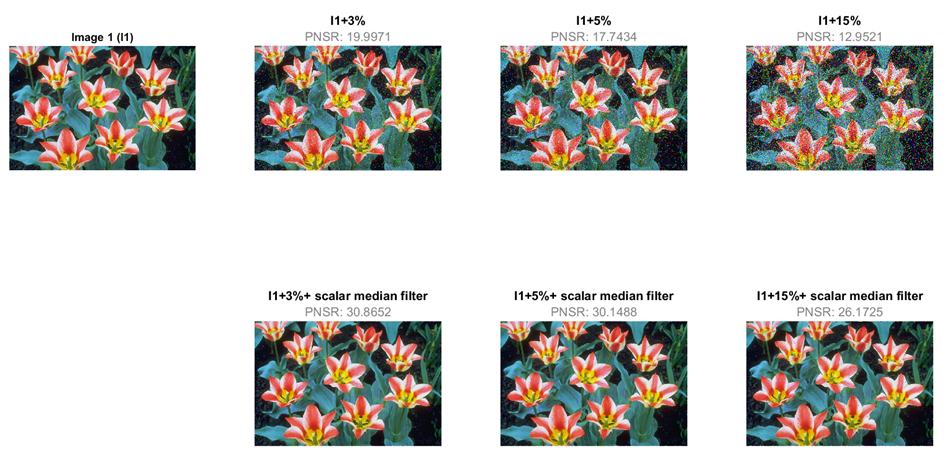 Image 1 (I1)
I1+3%
PNSR: 19.9971
I1+5%
PNSR: 17.7434
I1+15%
PNSR: 12.9521
I1+3%+ scalar median filter
PNSR: 30.8652
I1+5%+ scalar median filter
PNSR: 30.1488
I1+15%+ scalar median filter
PNSR: 26.1725